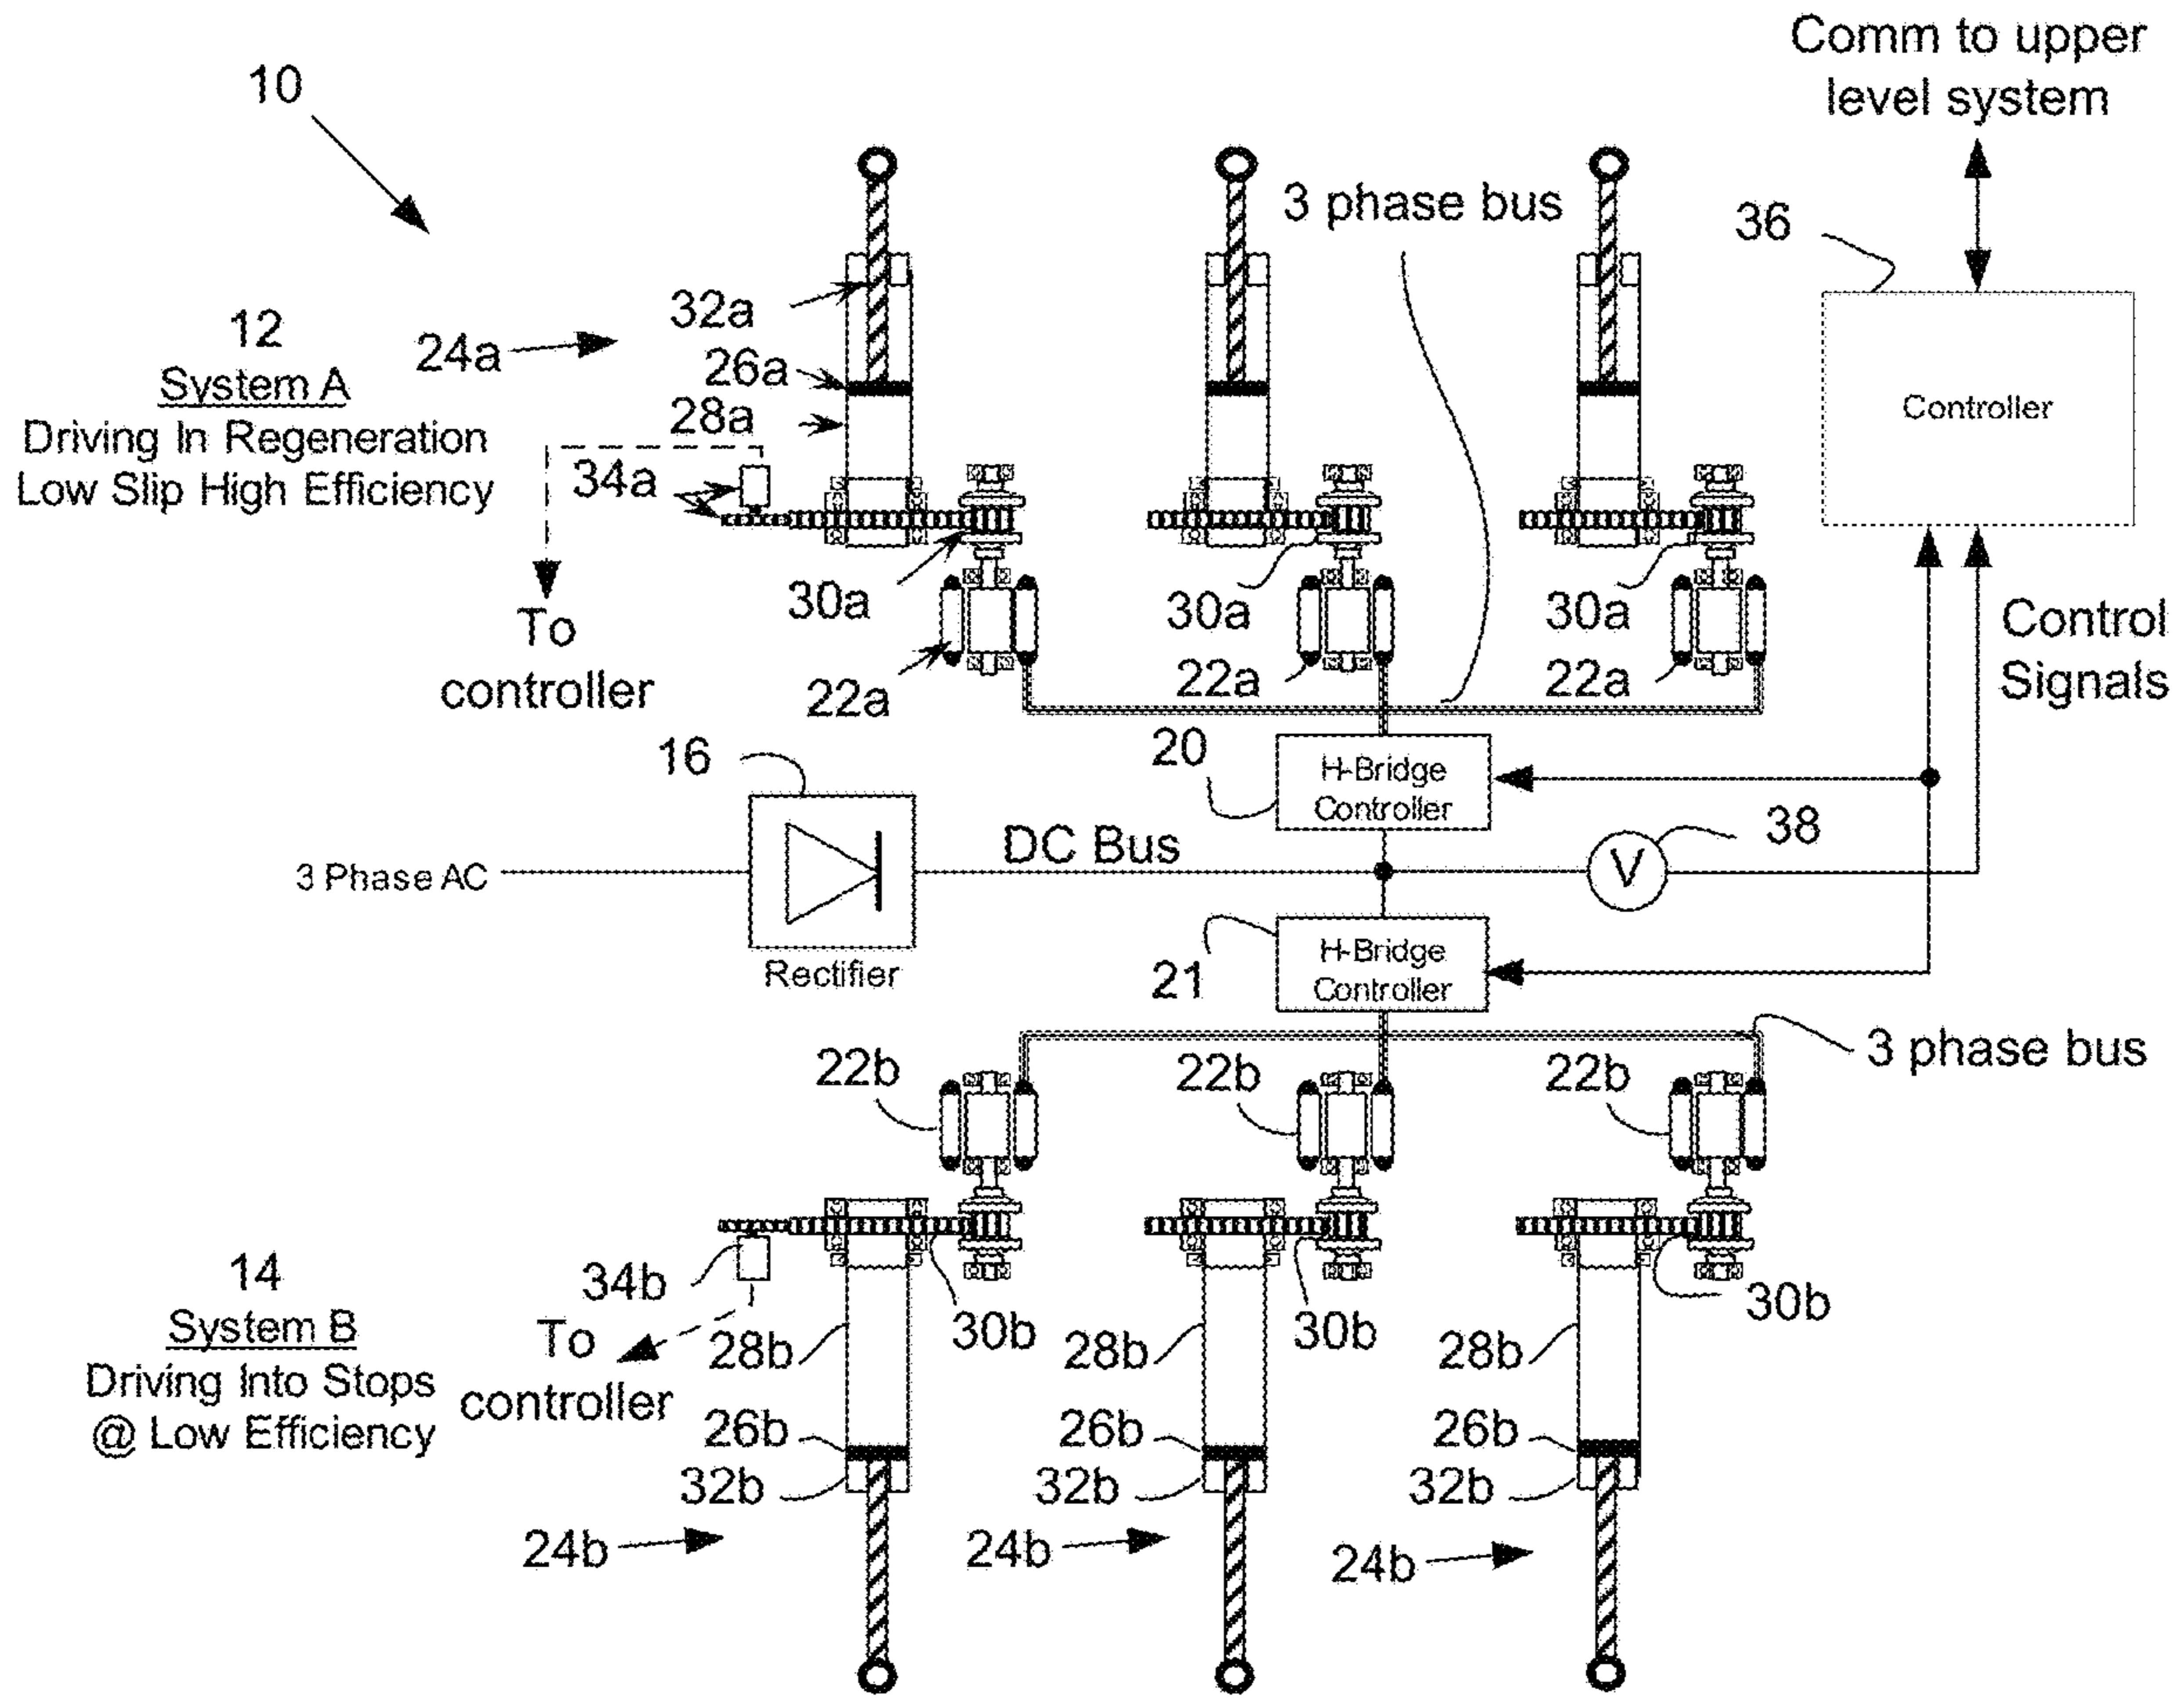 Comm to upper
level system
10
3 phase bus
36
32a
12
System A
Driving In Regeneration
Low Slip High Efficiency
24a
26a
28a
Controller
34a
30a
30a
30a
To
controller
22a
22a
22a
Control
Signals
16
20
H-Bridge
Controller
38
3 Phase AC
DC Bus
V
Rectifier
21
H-Bridge
Controller
3 phase bus
22b
22b
22b
14
System B
Driving Into Stops
@ Low Efficiency
34b
To
controller
28b
30b
28b
30b
28b
30b
26b
26b
26b
32b
32b
32b
24b
24b
24b